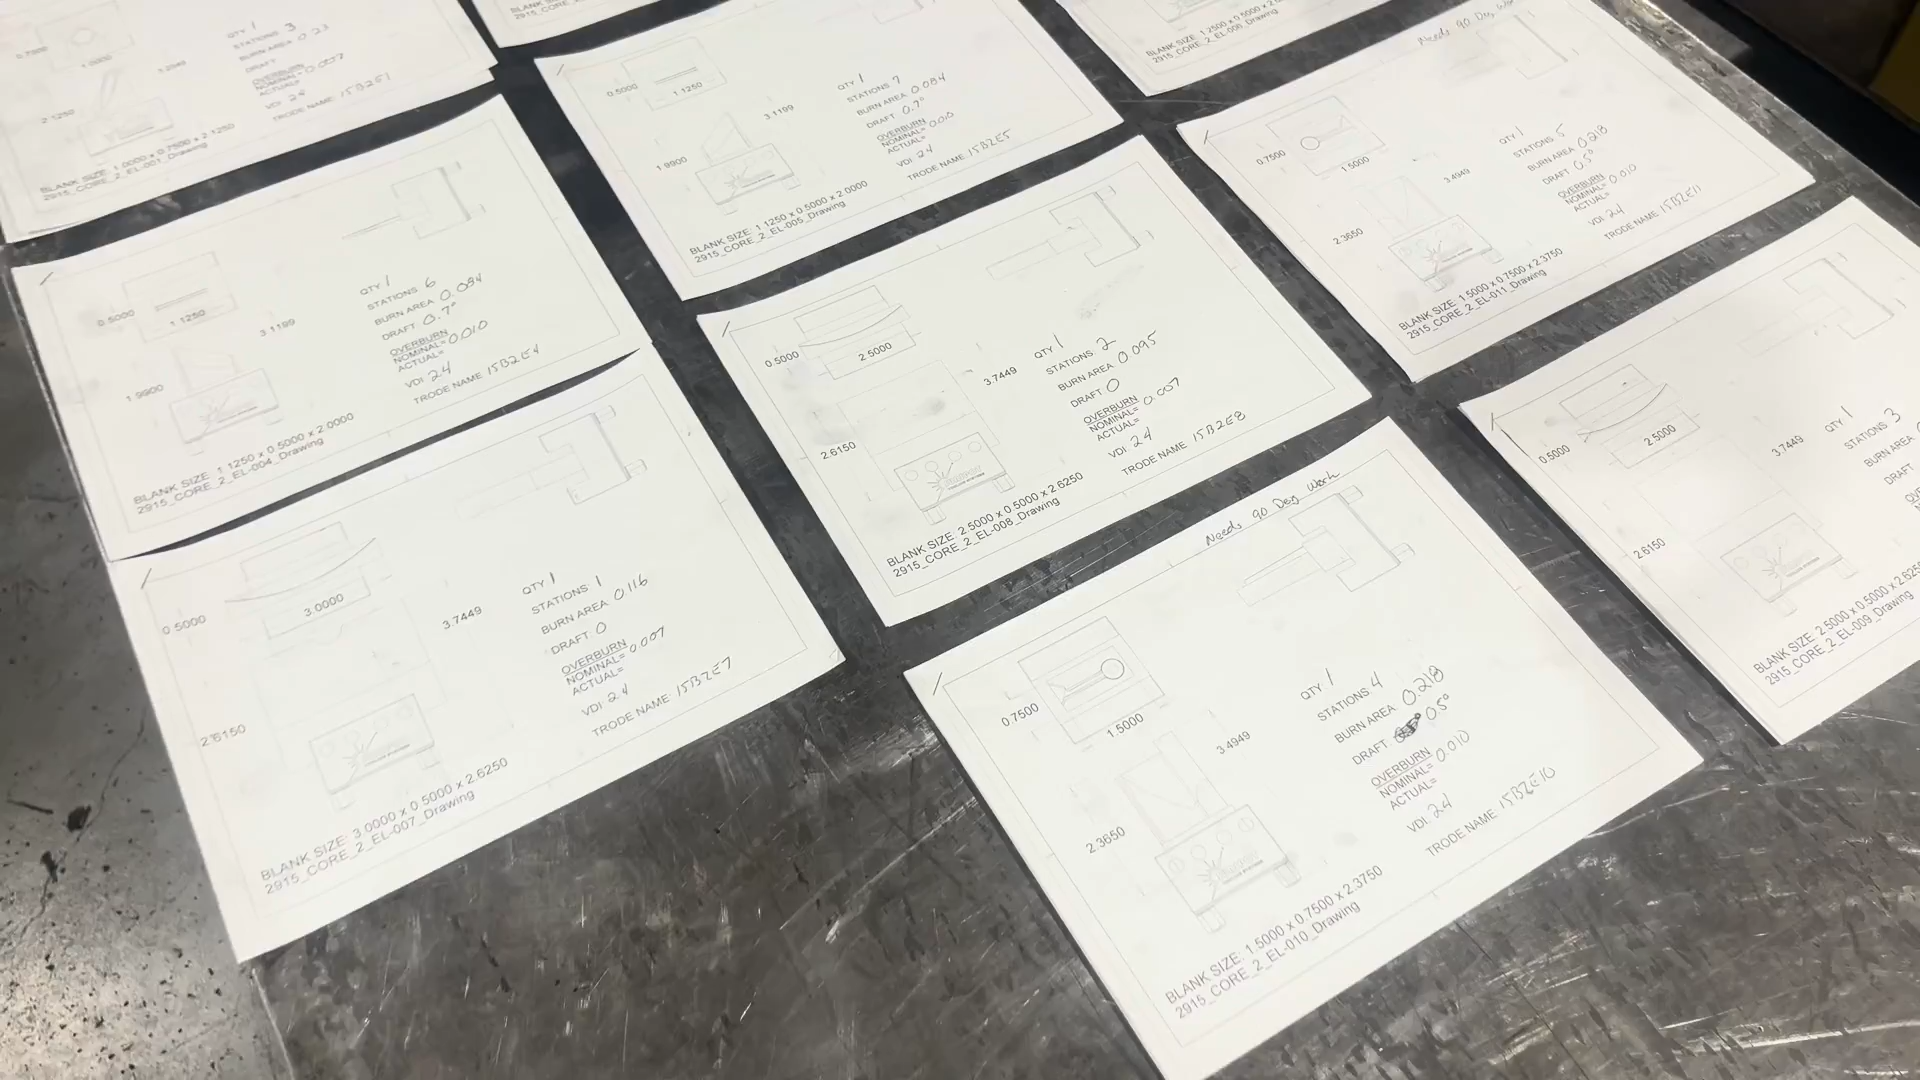 0.7500
1.0000
1.2949
2.1250
QTY 1
STATIONS 3
BURN AREA 0.23
DRAFT
OVERBURN
NOMINAL= 0.007
ACTUAL=
VDI 24
TRODE NAME 15B2E1
BLANK SIZE: 1.0000 x 0.7500 x 2.1250
2915_CORE_2_EL-001_Drawing
0.5000
1.1250
3.1199
1.9900
QTY 1
STATIONS 7
BURN AREA 0.084
DRAFT 0.7°
OVERBURN
NOMINAL= 0.010
ACTUAL=
VDI 24
TRODE NAME 15B2E5
BLANK SIZE: 1.1250 x 0.5000 x 2.0000
2915_CORE_2_EL-005_Drawing
Needs 90 Deg Work
0.7500
1.5000
3.4949
2.3650
QTY 1
STATIONS 5
BURN AREA 0.218
DRAFT 0.5°
OVERBURN
NOMINAL= 0.010
ACTUAL=
VDI 24
TRODE NAME 15B2E11
BLANK SIZE: 1.5000 x 0.7500 x 2.3750
2915_CORE_2_EL-011_Drawing
0.5000
1.1250
3.1199
1.9900
QTY 1
STATIONS 6
BURN AREA 0.084
DRAFT 0.7°
OVERBURN
NOMINAL= 0.010
ACTUAL=
VDI 24
TRODE NAME 15B2E4
BLANK SIZE: 1.1250 x 0.5000 x 2.0000
2915_CORE_2_EL-004_Drawing
0.5000
2.5000
3.7449
2.6150
QTY 1
STATIONS 2
BURN AREA 0.095
DRAFT 0
OVERBURN
NOMINAL= 0.007
ACTUAL=
VDI 24
TRODE NAME 15B2E8
BLANK SIZE: 2.5000 x 0.5000 x 2.6250
2915_CORE_2_EL-008_Drawing
0.5000
2.5000
3.7449
2.6150
QTY 1
STATIONS 3
BURN AREA
DRAFT
BLANK SIZE: 2.5000 x 0.5000 x 2.6250
2915_CORE_2_EL-009_Drawing
0.5000
3.0000
3.7449
2.6150
QTY 1
STATIONS: 1
BURN AREA 0.116
DRAFT: 0
OVERBURN
NOMINAL= 0.007
ACTUAL=
VDI 24
TRODE NAME: 15B2E7
BLANK SIZE: 3.0000 x 0.5000 x 2.6250
2915_CORE_2_EL-007_Drawing
Needs 90 Deg Work
0.7500
1.5000
3.4949
2.3650
QTY 1
STATIONS: 4
BURN AREA 0.218
DRAFT: 0.5°
OVERBURN
NOMINAL= 0.010
ACTUAL=
VDI: 24
TRODE NAME 15B2E10
BLANK SIZE: 1.5000 x 0.7500 x 2.3750
2915_CORE_2_EL-010_Drawing